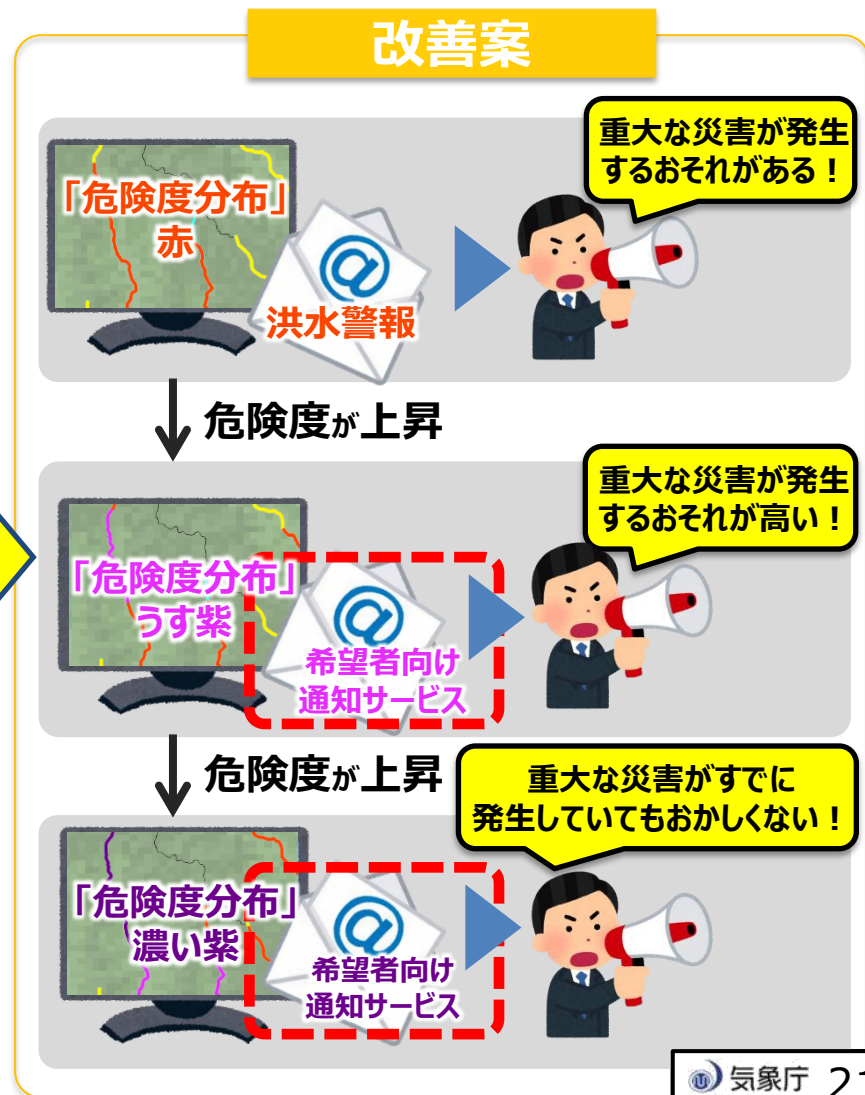 改善案
重大な災害が発生
するおそれがある！
「危険度分布」
赤
@
洪水警報
危険度が上昇
重大な災害が発生
するおそれが高い！
「危険度分布」
うす紫
@
希望者向け
通知サービス
危険度が上昇
重大な災害がすでに
発生していてもおかしくない！
「危険度分布」
濃い紫
@
希望者向け
通知サービス
気象庁